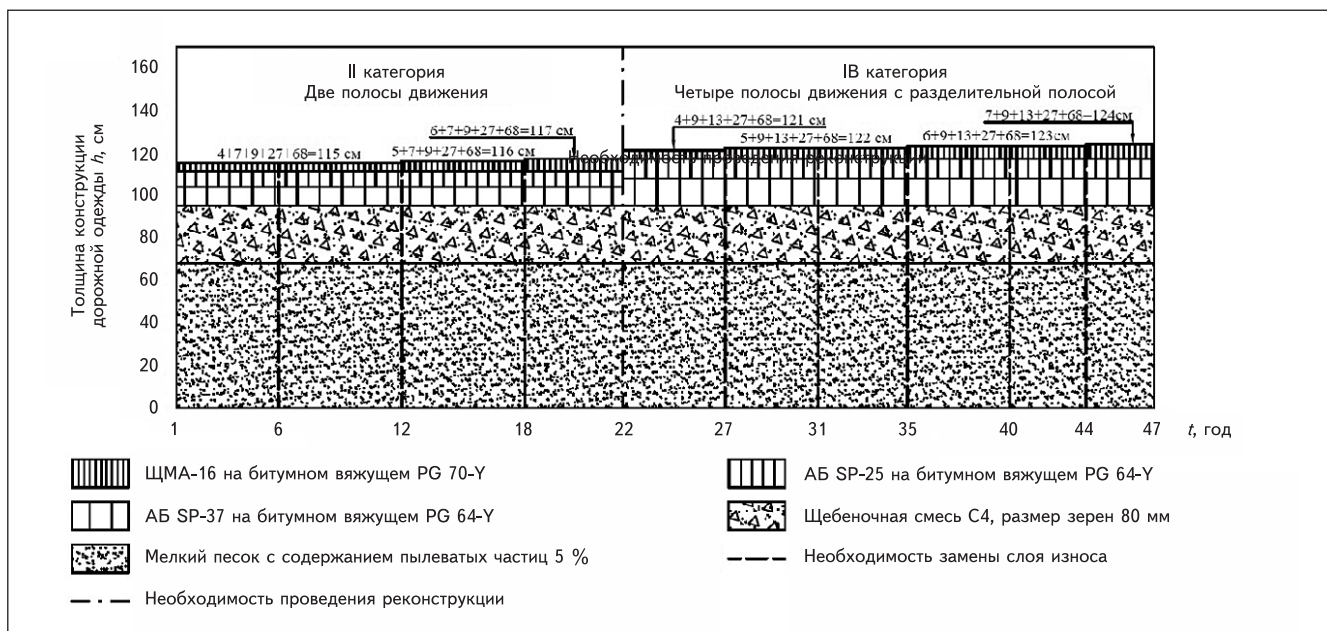 Толщина конструкции
дорожной одежды h, см
160
140
120
100
80
60
40
20
0
II категория
Две полосы движения
IВ категория
Четыре полосы движения с разделительной полосой
4+7+9+27+68=115 см
5+7+9+27+68=116 см
6+7+9+27+68=117 см
4+9+13+27+68=121 см
5+9+13+27+68=122 см
6+9+13+27+68=123см
7+9+13+27+68=124см
Необходимость проведения реконструкции
1 6 12 18 22 27 31 35 40 44 47 t, год
ЩМА-16 на битумном вяжущем PG 70-Y
АБ SP-25 на битумном вяжущем PG 64-Y
АБ SP-37 на битумном вяжущем PG 64-Y
Щебеночная смесь С4, размер зерен 80 мм
Мелкий песок с содержанием пылеватых частиц 5 %
Необходимость замены слоя износа
Необходимость проведения реконструкции